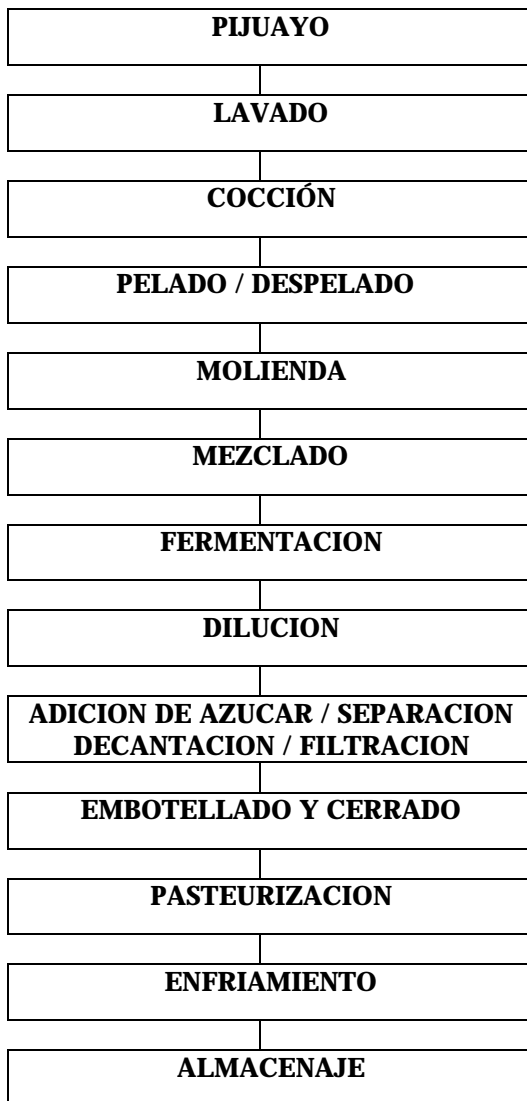 PIJUAYO
LAVADO
COCCIÓN
PELADO / DESPELADO
MOLIENDA
MEZCLADO
FERMENTACION
DILUCION
ADICION DE AZUCAR / SEPARACION
DECANTACION / FILTRACION
EMBOTELLADO Y CERRADO
PASTEURIZACION
ENFRIAMIENTO
ALMACENAJE